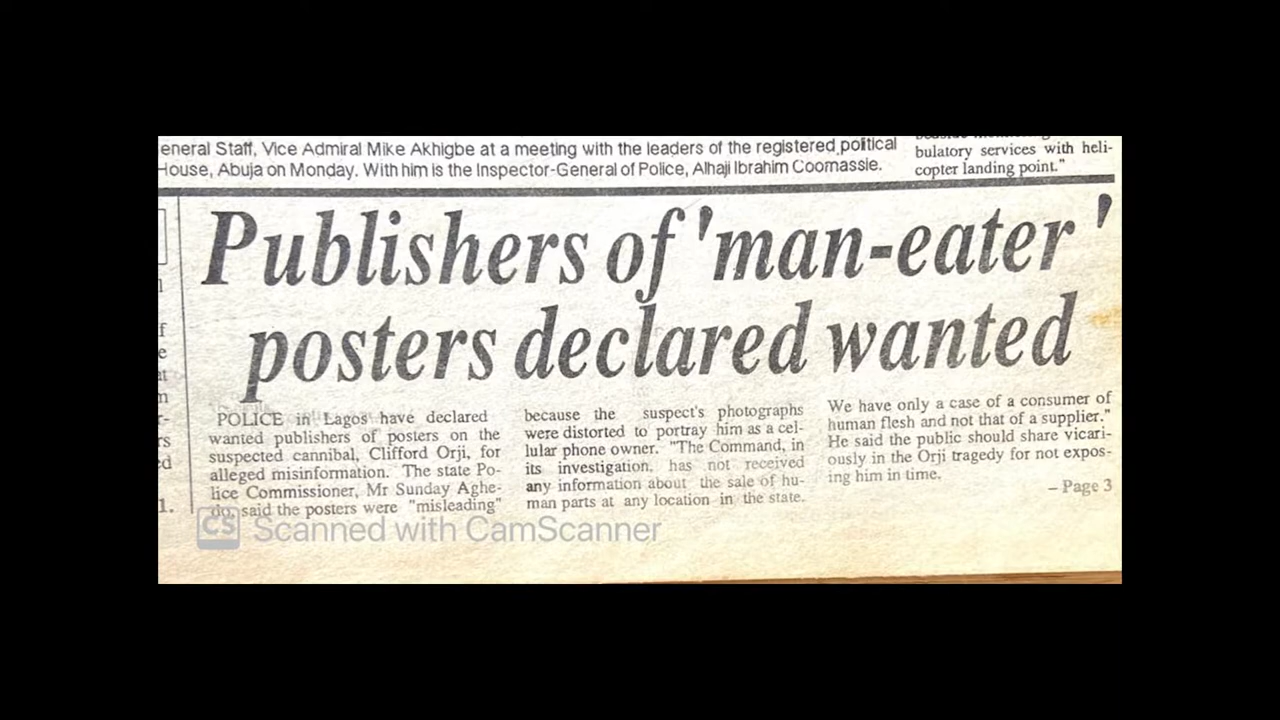 eneral Staff, Vice Admiral Mike Akhigbe at a meeting with the leaders of the registered political
House, Abuja on Monday. With him is the Inspector-General of Police, Alhaji Ibrahim Coomassie.
bulatory services with heli-
copter landing point."
Publishers of 'man-eater'
posters declared wanted
POLICE in Lagos have declared
wanted publishers of posters on the
suspected cannibal, Clifford Orji, for
alleged misinformation. The state Po-
lice Commissioner, Mr Sunday Aghe-
do, said the posters were "misleading"
because the suspect's photographs
were distorted to portray him as a cel-
lular phone owner. "The Command, in
its investigation, has not received
any information about the sale of hu-
man parts at any location in the state.
We have only a case of a consumer of
human flesh and not that of a supplier."
He said the public should share vicari-
ously in the Orji tragedy for not expos-
ing him in time.
– Page 3
CS Scanned with CamScanner